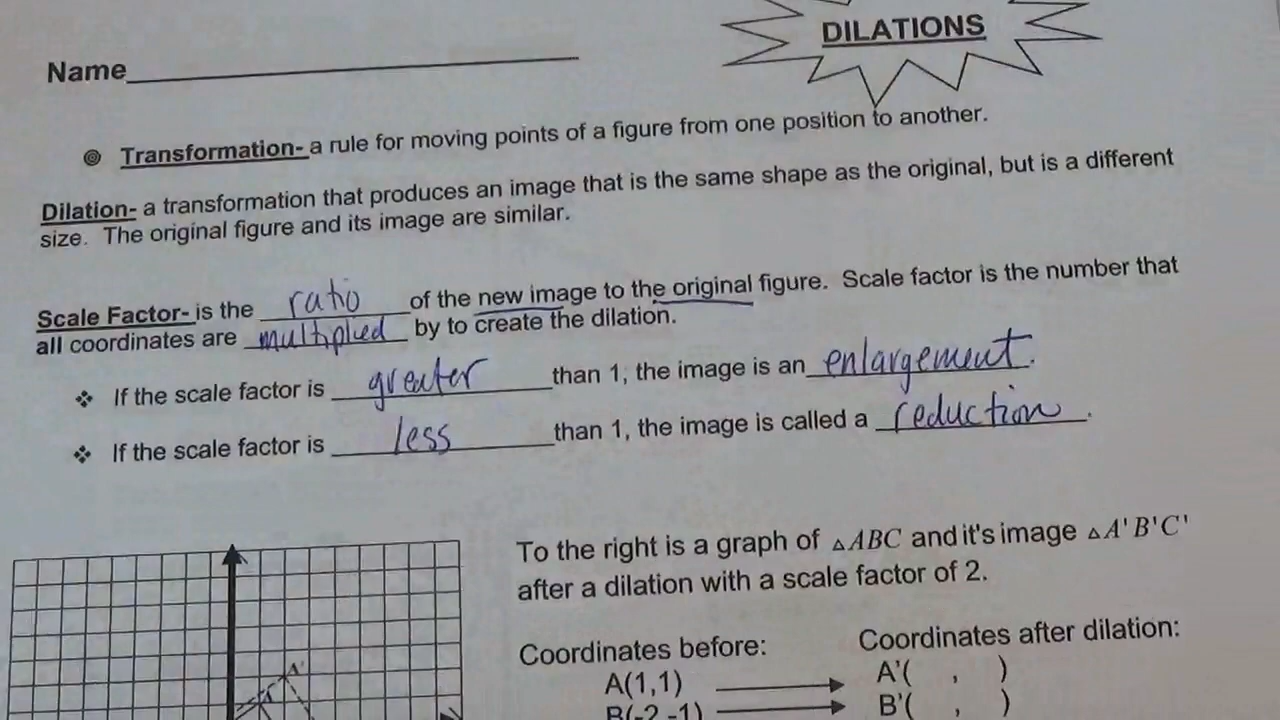 DILATIONS
Name
Transformation- a rule for moving points of a figure from one position to another.
Dilation- a transformation that produces an image that is the same shape as the original, but is a different
size. The original figure and its image are similar.
Scale Factor- is the ratio of the new image to the original figure. Scale factor is the number that
all coordinates are multiplied by to create the dilation.
If the scale factor is greater than 1, the image is an enlargement.
If the scale factor is less than 1, the image is called a reduction.
To the right is a graph of △ABC and it's image △A'B'C'
after a dilation with a scale factor of 2.
Coordinates before: Coordinates after dilation:
A'
A(1,1) A'( , )
B(-2,-1) B'( , )